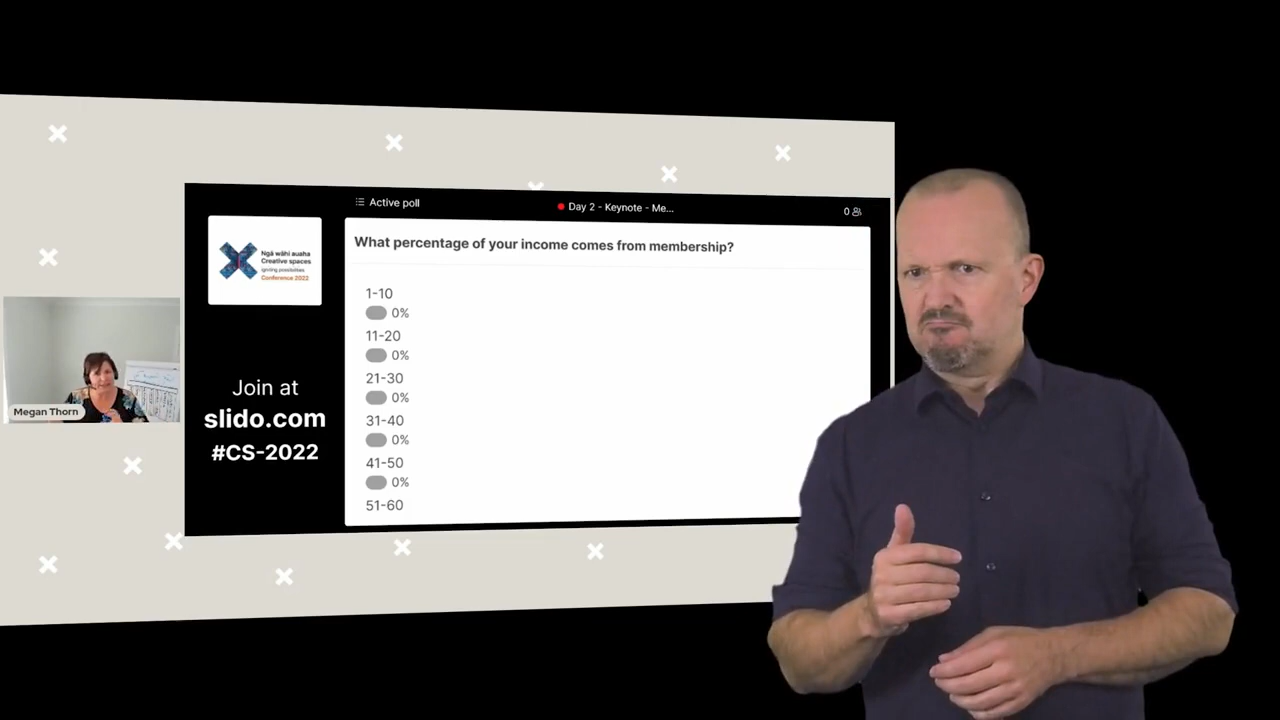 Active poll
Day 2 - Keynote - Me...
0
Ngā wāhi auaha
Creative spaces
igniting possibilities
Conference 2022
What percentage of your income comes from membership?
1-10
0%
11-20
0%
21-30
0%
31-40
0%
41-50
0%
51-60
Join at
slido.com
#CS-2022
Megan Thorn